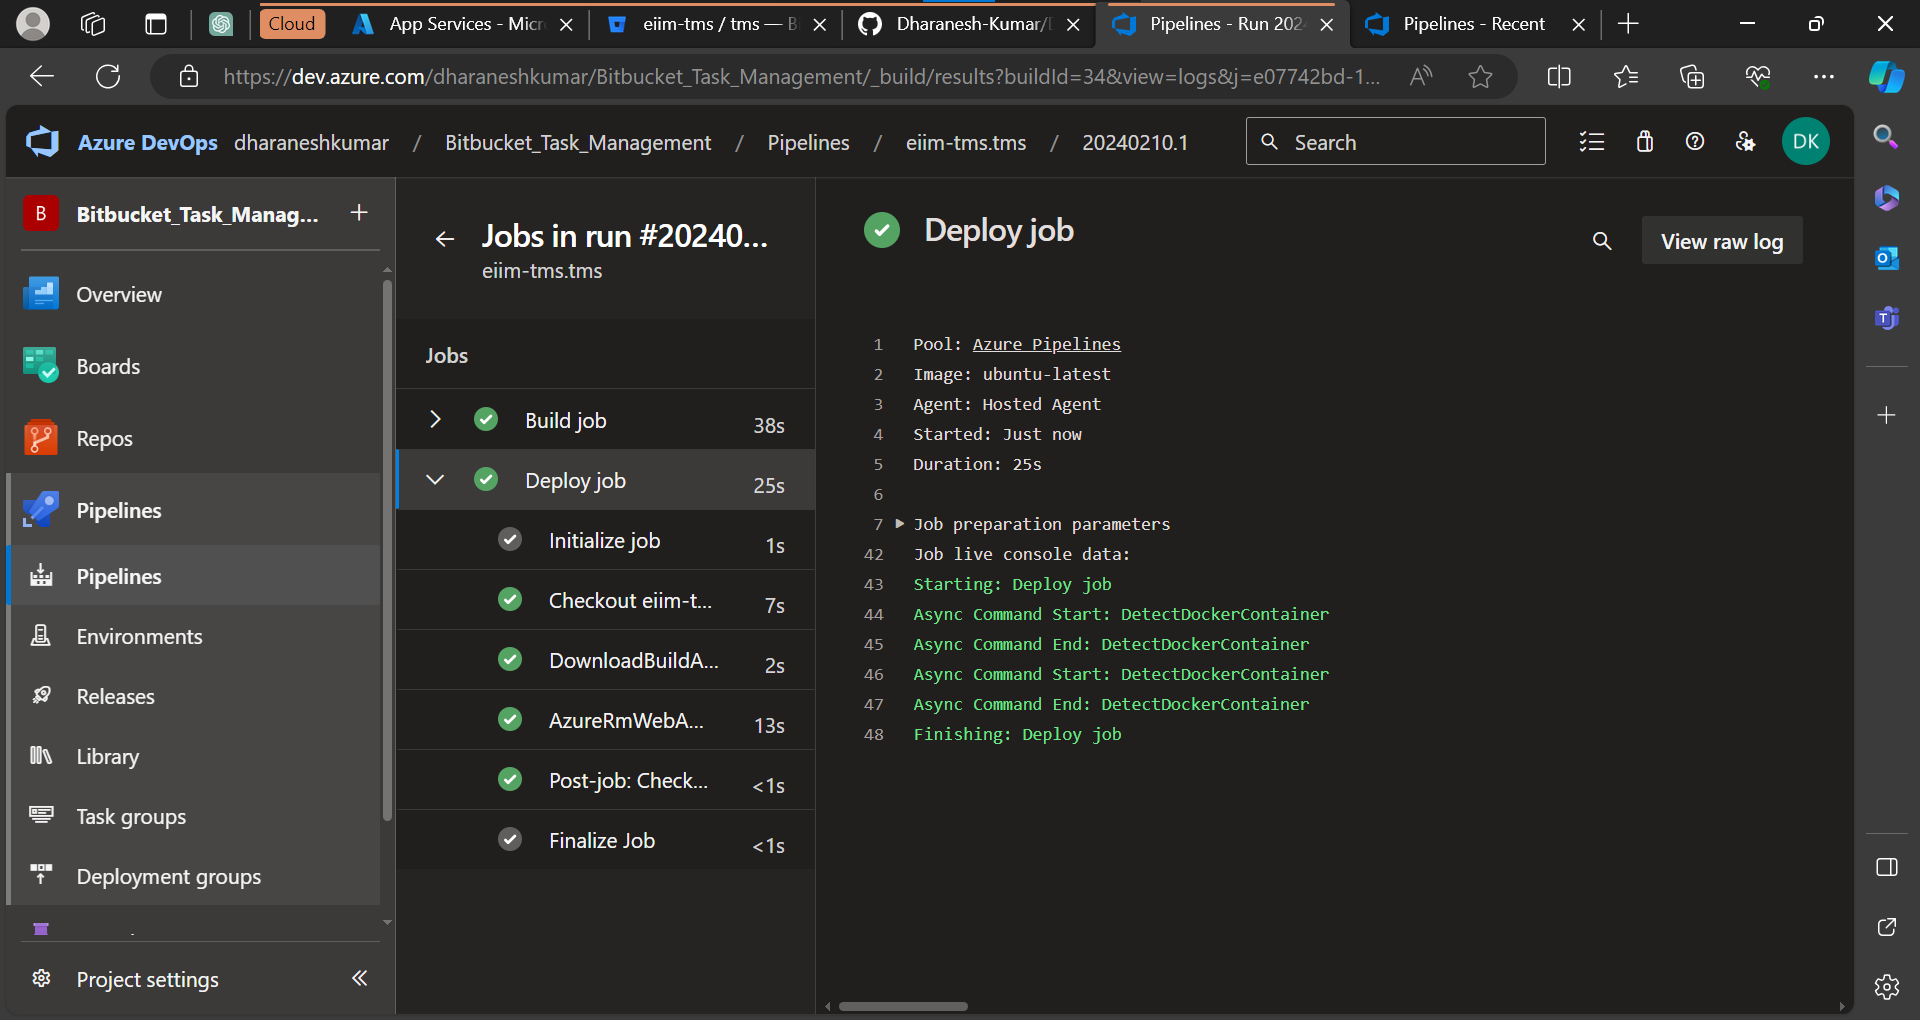 Cloud
App Services - Micr
eiim-tms / tms — B
Dharanesh-Kumar/D
Pipelines - Run 202
Pipelines - Recent
https://dev.azure.com/dharaneshkumar/Bitbucket_Task_Management/_build/results?buildId=34&view=logs&j=e07742bd-1...
Azure DevOps dharaneshkumar / Bitbucket_Task_Management / Pipelines / eiim-tms.tms / 20240210.1
Search
DK
B Bitbucket_Task_Manag...
Overview
Boards
Repos
Pipelines
Pipelines
Environments
Releases
Library
Task groups
Deployment groups
Project settings
Jobs in run #20240...
eiim-tms.tms
Jobs
Build job 38s
Deploy job 25s
Initialize job 1s
Checkout eiim-t... 7s
DownloadBuildA... 2s
AzureRmWebA... 13s
Post-job: Check... <1s
Finalize Job <1s
Deploy job
View raw log
1 Pool: Azure Pipelines
2 Image: ubuntu-latest
3 Agent: Hosted Agent
4 Started: Just now
5 Duration: 25s
6
7 Job preparation parameters
42 Job live console data:
43 Starting: Deploy job
44 Async Command Start: DetectDockerContainer
45 Async Command End: DetectDockerContainer
46 Async Command Start: DetectDockerContainer
47 Async Command End: DetectDockerContainer
48 Finishing: Deploy job